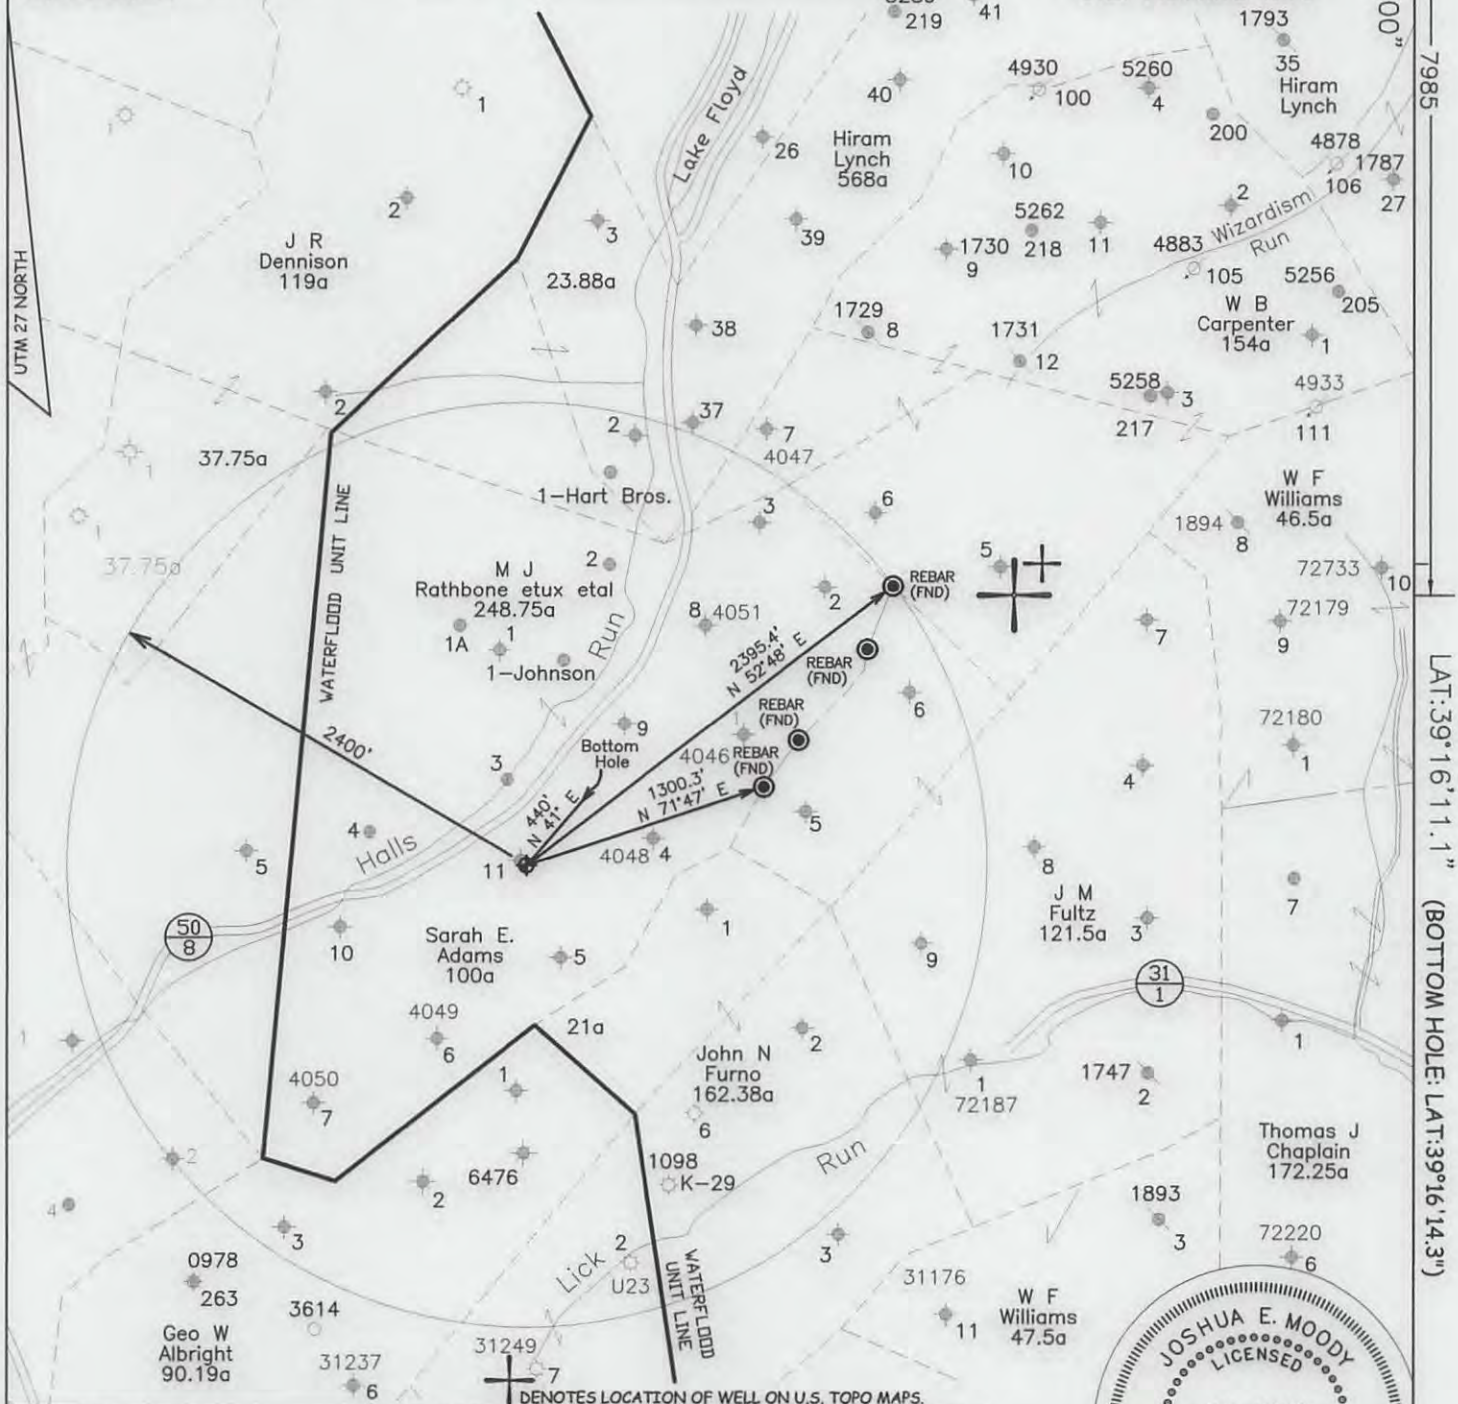 219
41
1793
00"
7985
1
1
40
4930
100
5260
4
35
Hiram
Lynch
Lake Floyd
26
Hiram
Lynch
568a
10
200
4878
1787
106
27
2
3
39
5262
218
11
2
Wizardism
Run
J R
Dennison
119a
23.88a
1730
9
4883
105
5256
205
UTM 27 NORTH
38
1729
8
1731
12
W B
Carpenter
154a
1
2
5258
3
4933
217
111
37
2
7
4047
37.75a
1
1-Hart Bros.
W F
Williams
46.5a
3
6
1894
8
1
37.75a
WATERFLOOD UNIT LINE
M J
Rathbone etux etal
248.75a
2
5
72733
10
REBAR
(FND)
2
8 4051
1A
1
1-Johnson
Run
7
72179
9
2395.4'
N 52°48' E
REBAR
(FND)
LAT:39°16'11.1"
(BOTTOM HOLE: LAT:39°16'14.3")
6
REBAR
(FND)
1
9
Bottom
Hole
4046
REBAR
(FND)
72180
1
2400'
3
440'
N 41° E
1300.3'
N 71°47' E
4
5
4
5
Halls
11
4048
4
8
J M
Fultz
121.5a
7
3
50
8
10
Sarah E.
Adams
100a
5
1
9
31
1
4049
6
21a
1
John N
Furno
162.38a
2
1
1
72187
1747
2
4050
7
1
6
Run
Thomas J
Chaplain
172.25a
2
6476
2
1098
K-29
4
3
2
U23
Lick
3
1893
3
72220
6
0978
263
31176
11
W F
Williams
47.5a
WATERFLOOD
UNIT LINE
3614
Geo W
Albright
90.19a
31237
6
31249
7
JOSHUA E. MOODY
LICENSED
DENOTES LOCATION OF WELL ON U.S. TOPO MAPS.